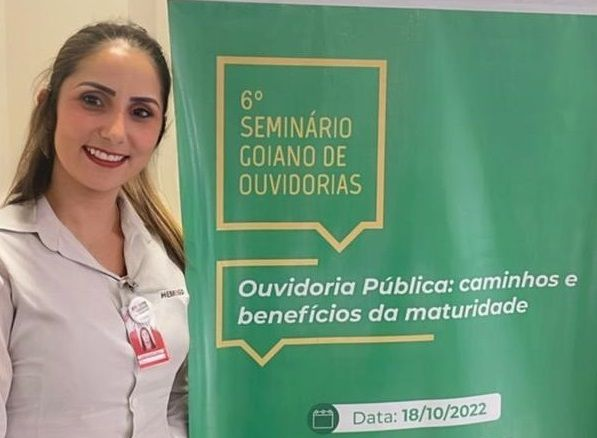 6º
SEMINÁRIO
GOIANO DE
OUVIDORIAS
Ouvidoria Pública: caminhos e
benefícios da maturidade
Data: 18/10/2022